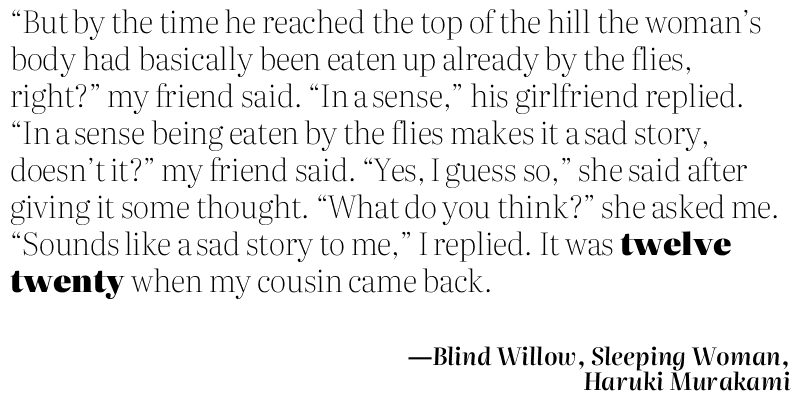 “But by the time he reached the top of the hill the woman’s
body had basically been eaten up already by the flies,
right?” my friend said. “In a sense,” his girlfriend replied.
“In a sense being eaten by the flies makes it a sad story,
doesn’t it?” my friend said. “Yes, I guess so,” she said after
giving it some thought. “What do you think?” she asked me.
“Sounds like a sad story to me,” I replied. It was twelve
twenty when my cousin came back.
—Blind Willow, Sleeping Woman,
Haruki Murakami